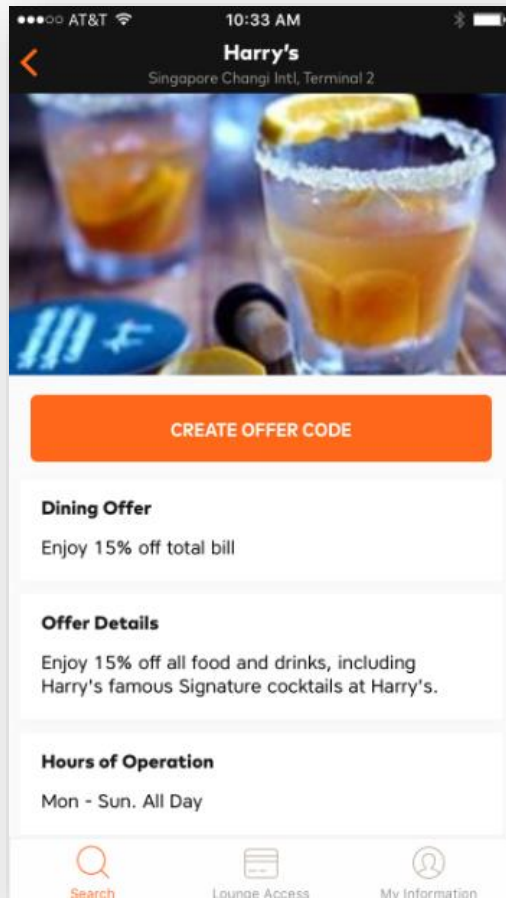 AT&T 10:33 AM
Harry's
Singapore Changi Intl, Terminal 2
CREATE OFFER CODE
Dining Offer
Enjoy 15% off total bill
Offer Details
Enjoy 15% off all food and drinks, including
Harry's famous Signature cocktails at Harry's.
Hours of Operation
Mon - Sun. All Day
Search Lounge Access My Information